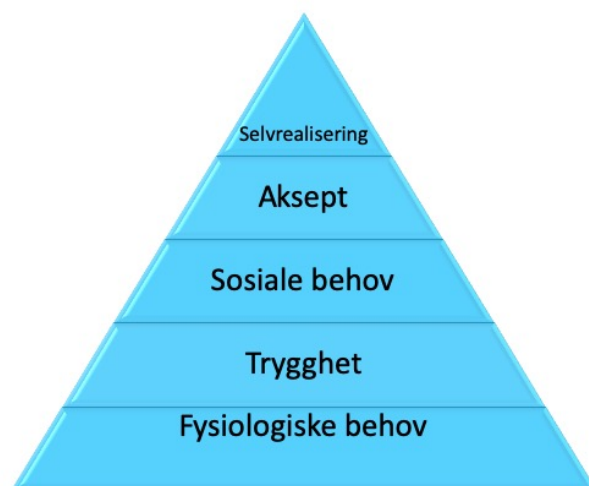 Selvrealisering
Aksept
Sosiale behov
Trygghet
Fysiologiske behov